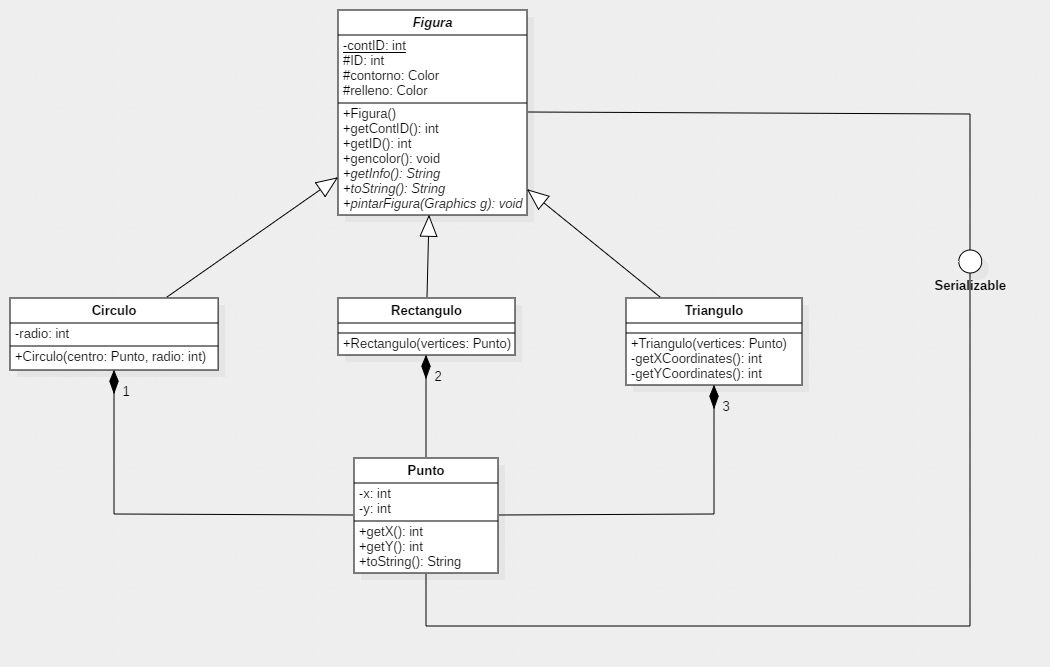 Figura
-contID: int
#ID: int
#contorno: Color
#relleno: Color
+Figura()
+getContID(): int
+getID(): int
+gencolor(): void
+getInfo(): String
+toString(): String
+pintarFigura(Graphics g): void
Serializable
Circulo
-radio: int
+Circulo(centro: Punto, radio: int)
1
Rectangulo
+Rectangulo(vertices: Punto)
2
Triangulo
+Triangulo(vertices: Punto)
-getXCoordinates(): int
-getYCoordinates(): int
3
Punto
-x: int
-y: int
+getX(): int
+getY(): int
+toString(): String